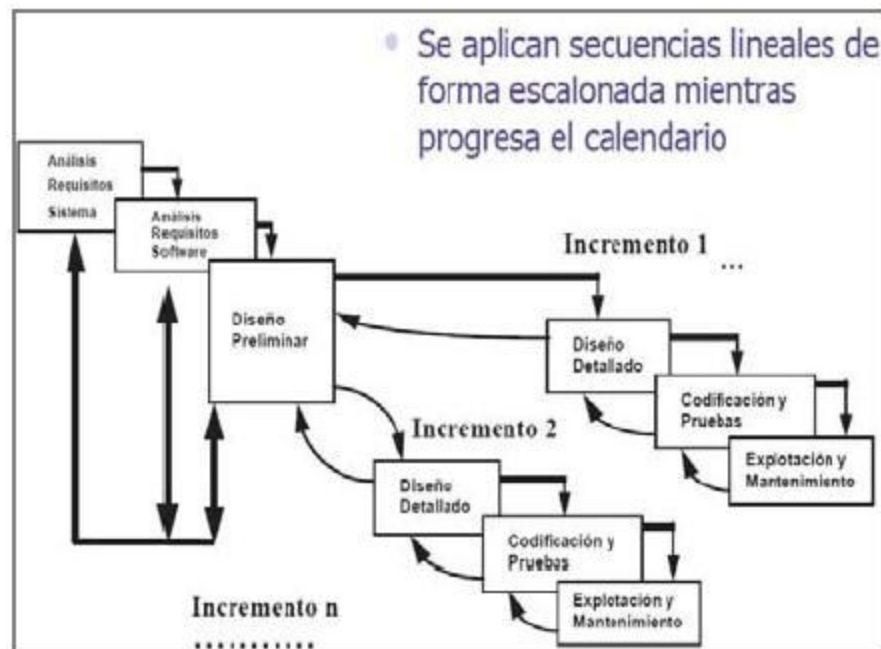 Se aplican secuencias lineales de
forma escalonada mientras
progresa el calendario
Análisis
Requisitos
Sistema
Análisis
Requisitos
Software
Diseño
Preliminar
Incremento 1 ...
Diseño
Detallado
Codificación y
Pruebas
Explotación y
Mantenimiento
Incremento 2
Diseño
Detallado
Codificación y
Pruebas
Explotación y
Mantenimiento
Incremento n
............